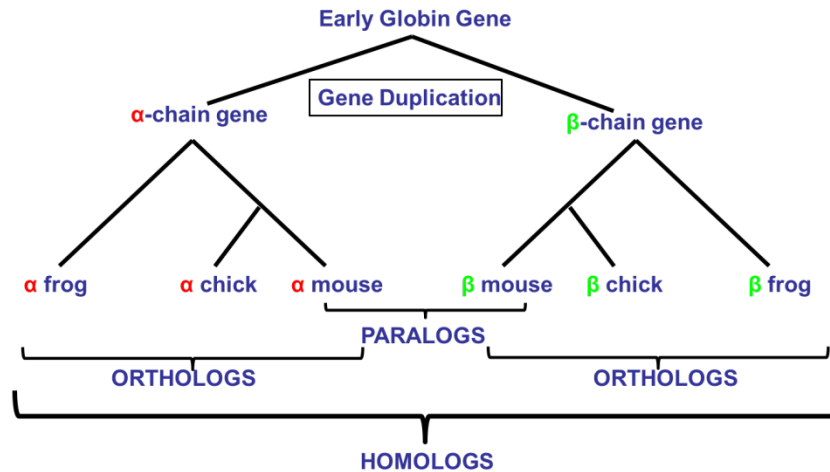 Early Globin Gene
Gene Duplication
α-chain gene
β-chain gene
α frog
α chick
α mouse
β mouse
β chick
β frog
PARALOGS
ORTHOLOGS
ORTHOLOGS
HOMOLOGS